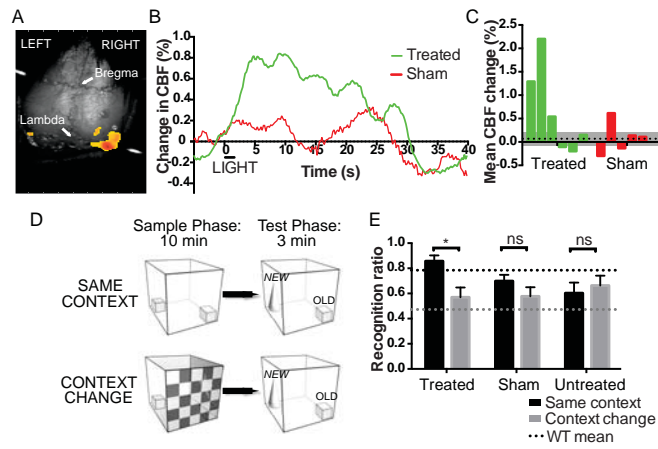 A
LEFT
RIGHT
Bregma
Lambda
B
Change in CBF (%)
1.0
0.8
0.6
0.4
0.2
0.0
-0.2
-0.4
0
5
10
15
20
25
30
35
40
LIGHT
Time (s)
Treated
Sham
C
Mean CBF change (%)
2.5
2.0
1.5
1.0
0.5
0.0
0.5
Treated
Sham
D
Sample Phase:
10 min
Test Phase:
3 min
SAME
CONTEXT
NEW
OLD
CONTEXT
CHANGE
NEW
OLD
E
Recognition ratio
1.0
0.8
0.6
0.4
0.2
0.0
*
ns
ns
Treated
Sham
Untreated
Same context
Context change
WT mean